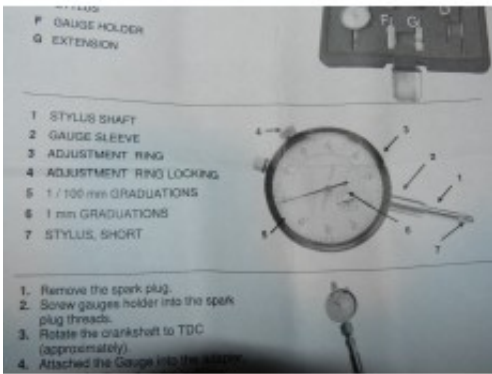 STYLUS
F GAUGE HOLDER
G EXTENSION
F G
1 STYLUS SHAFT
2 GAUGE SLEEVE
3 ADJUSTMENT RING
4 ADJUSTMENT RING LOCKING
5 1/100 mm GRADUATIONS
6 1 mm GRADUATIONS
7 STYLUS, SHORT
4
3
2
1
5
6
7
1. Remove the spark plug.
2. Screw gauges holder into the spark
plug threads.
3. Rotate the crankshaft to TDC
(approximately).
4. Attached the Gauge into the adapter.